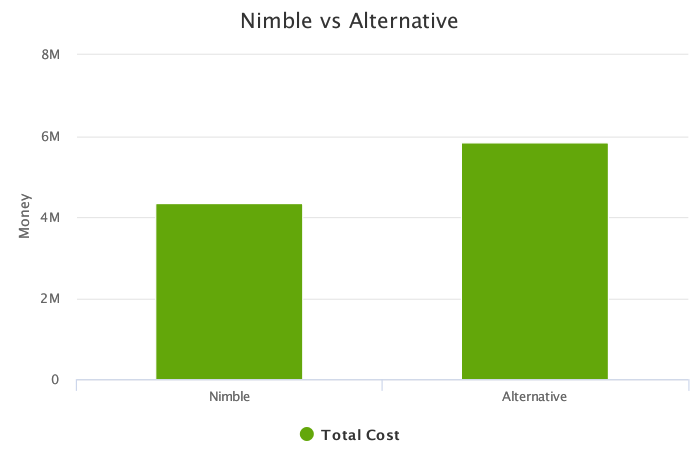 Nimble vs Alternative
8M
6M
4M
2M
0
Money
Nimble
Alternative
Total Cost